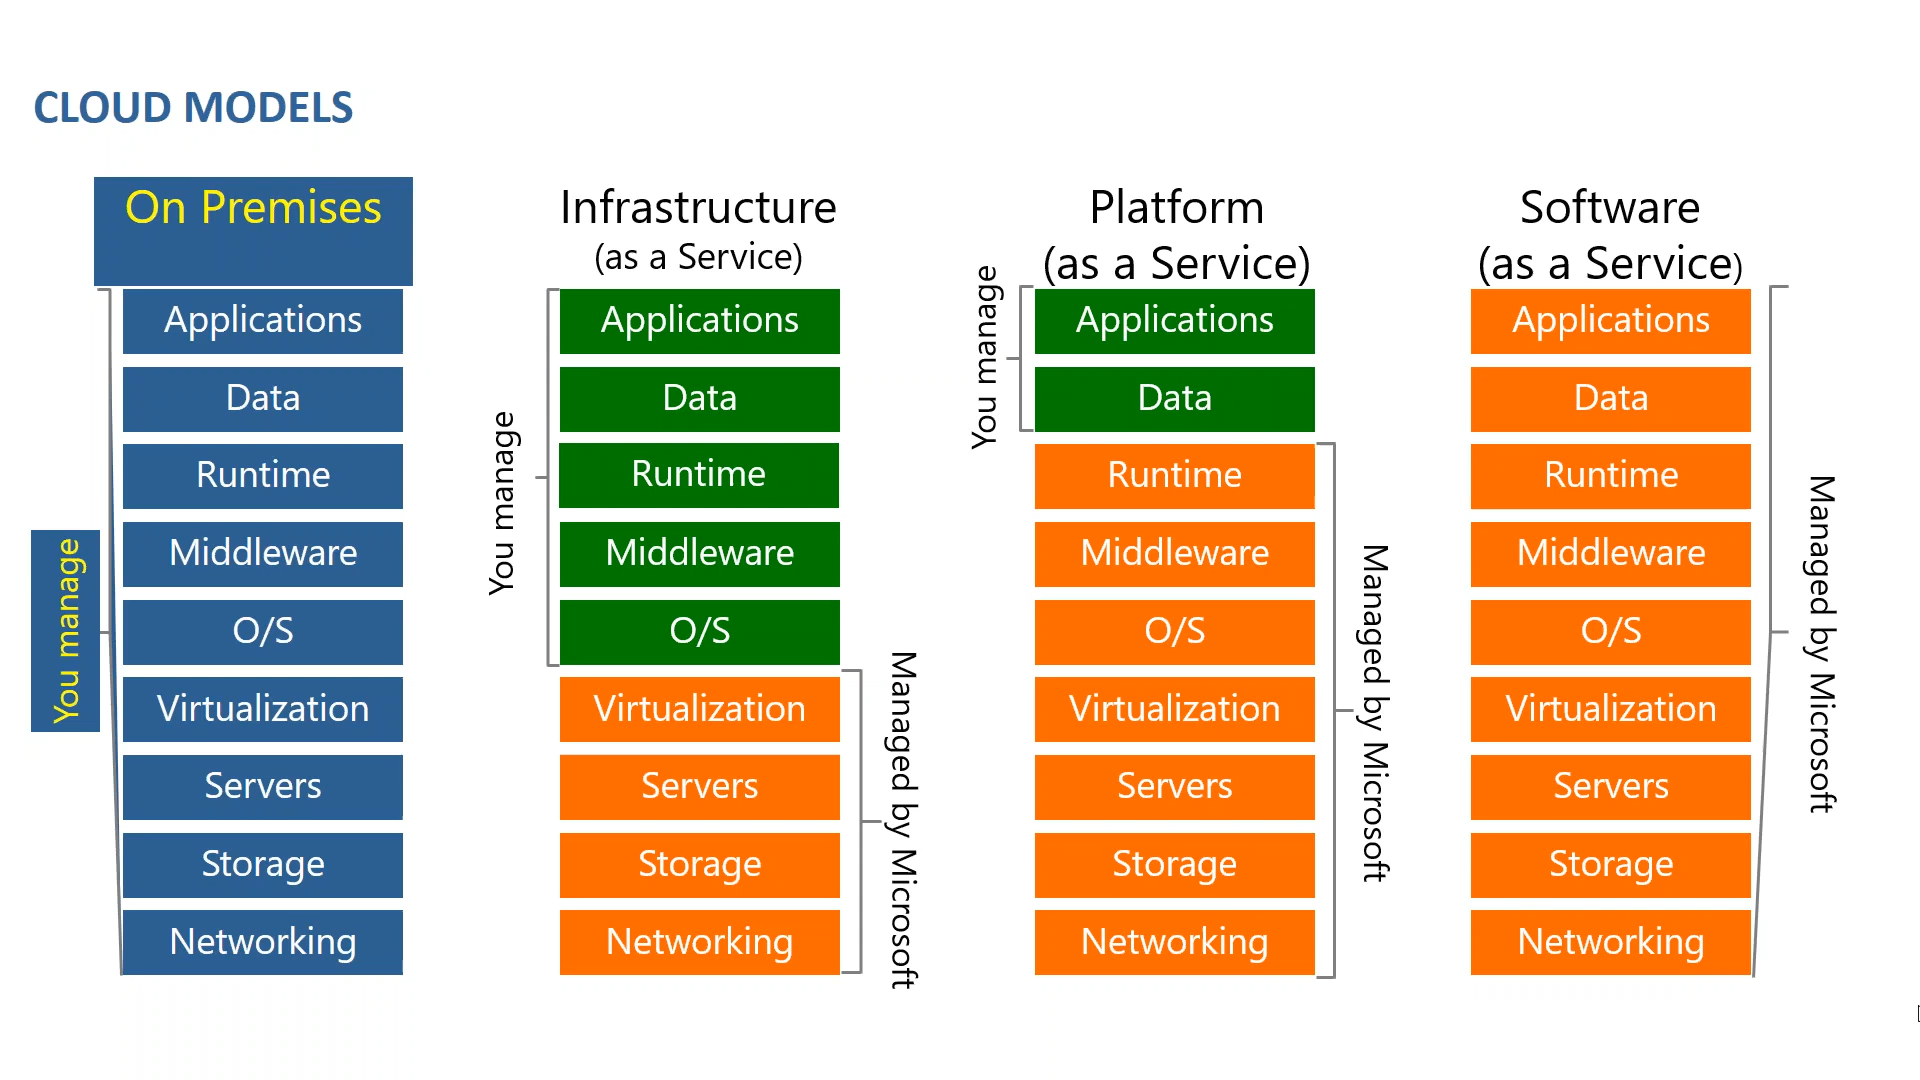 CLOUD MODELS
On Premises
You manage
Applications
Data
Runtime
Middleware
O/S
Virtualization
Servers
Storage
Networking
Infrastructure
(as a Service)
You manage
Applications
Data
Runtime
Middleware
O/S
Virtualization
Servers
Storage
Networking
Managed by Microsoft
Platform
(as a Service)
You manage
Applications
Data
Runtime
Middleware
O/S
Virtualization
Servers
Storage
Networking
Managed by Microsoft
Software
(as a Service)
Applications
Data
Runtime
Middleware
O/S
Virtualization
Servers
Storage
Networking
Managed by Microsoft